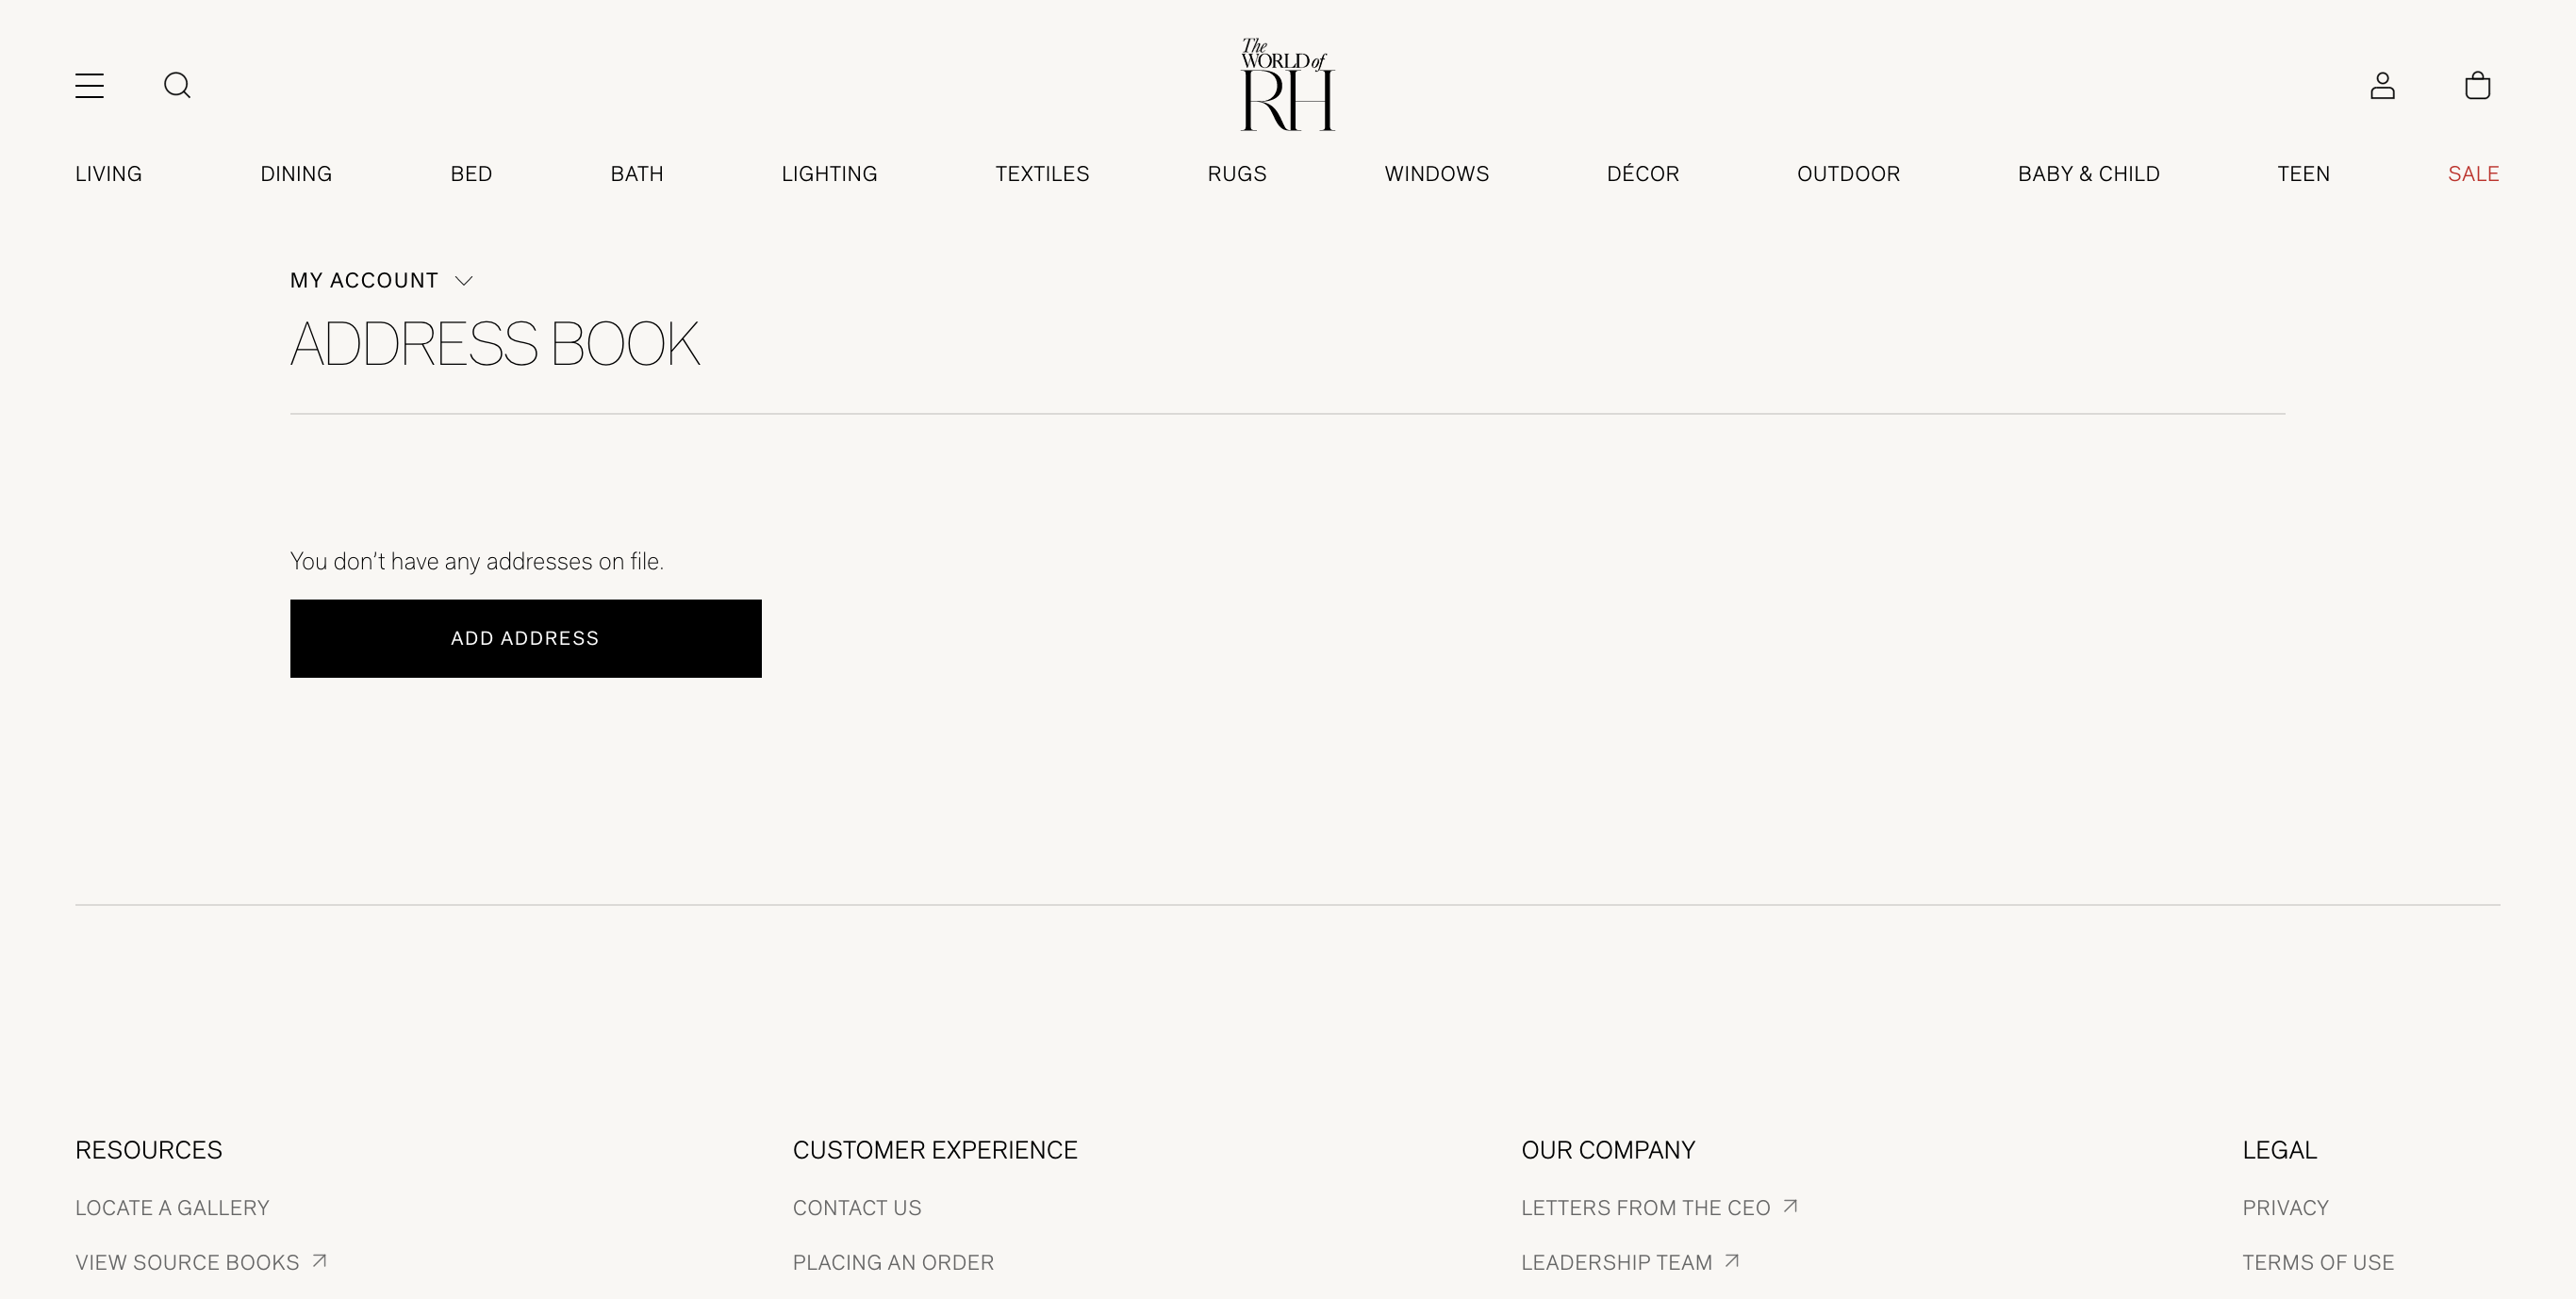 The
WORLD of
RH
LIVING DINING BED BATH LIGHTING TEXTILES RUGS WINDOWS DÉCOR OUTDOOR BABY & CHILD TEEN SALE
MY ACCOUNT
ADDRESS BOOK
You don’t have any addresses on file.
ADD ADDRESS
RESOURCES CUSTOMER EXPERIENCE OUR COMPANY LEGAL
LOCATE A GALLERY CONTACT US LETTERS FROM THE CEO PRIVACY
VIEW SOURCE BOOKS PLACING AN ORDER LEADERSHIP TEAM TERMS OF USE